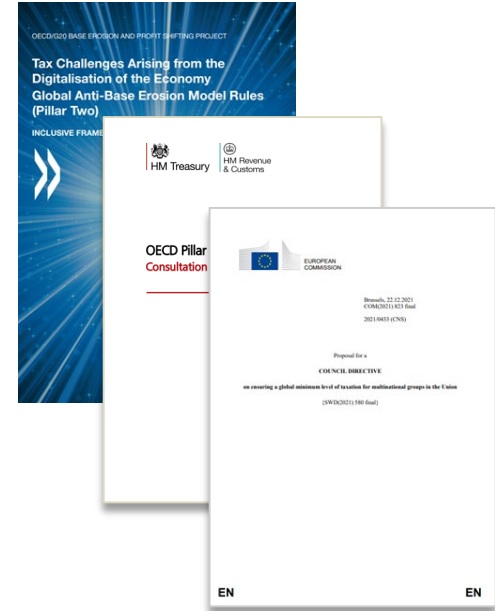 OECD/G20 BASE EROSION AND PROFIT SHIFTING PROJECT
Tax Challenges Arising from the
Digitalisation of the Economy
Global Anti-Base Erosion Model Rules
(Pillar Two)
INCLUSIVE FRAME
HM Treasury
HM Revenue
& Customs
OECD Pillar
Consultation
EUROPEAN
COMMISSION
Brussels, 22.12.2021
COM(2021) 823 final
2021/0433 (CNS)
Proposal for a
COUNCIL DIRECTIVE
on ensuring a global minimum level of taxation for multinational groups in the Union
{SWD(2021) 580 final}
EN EN